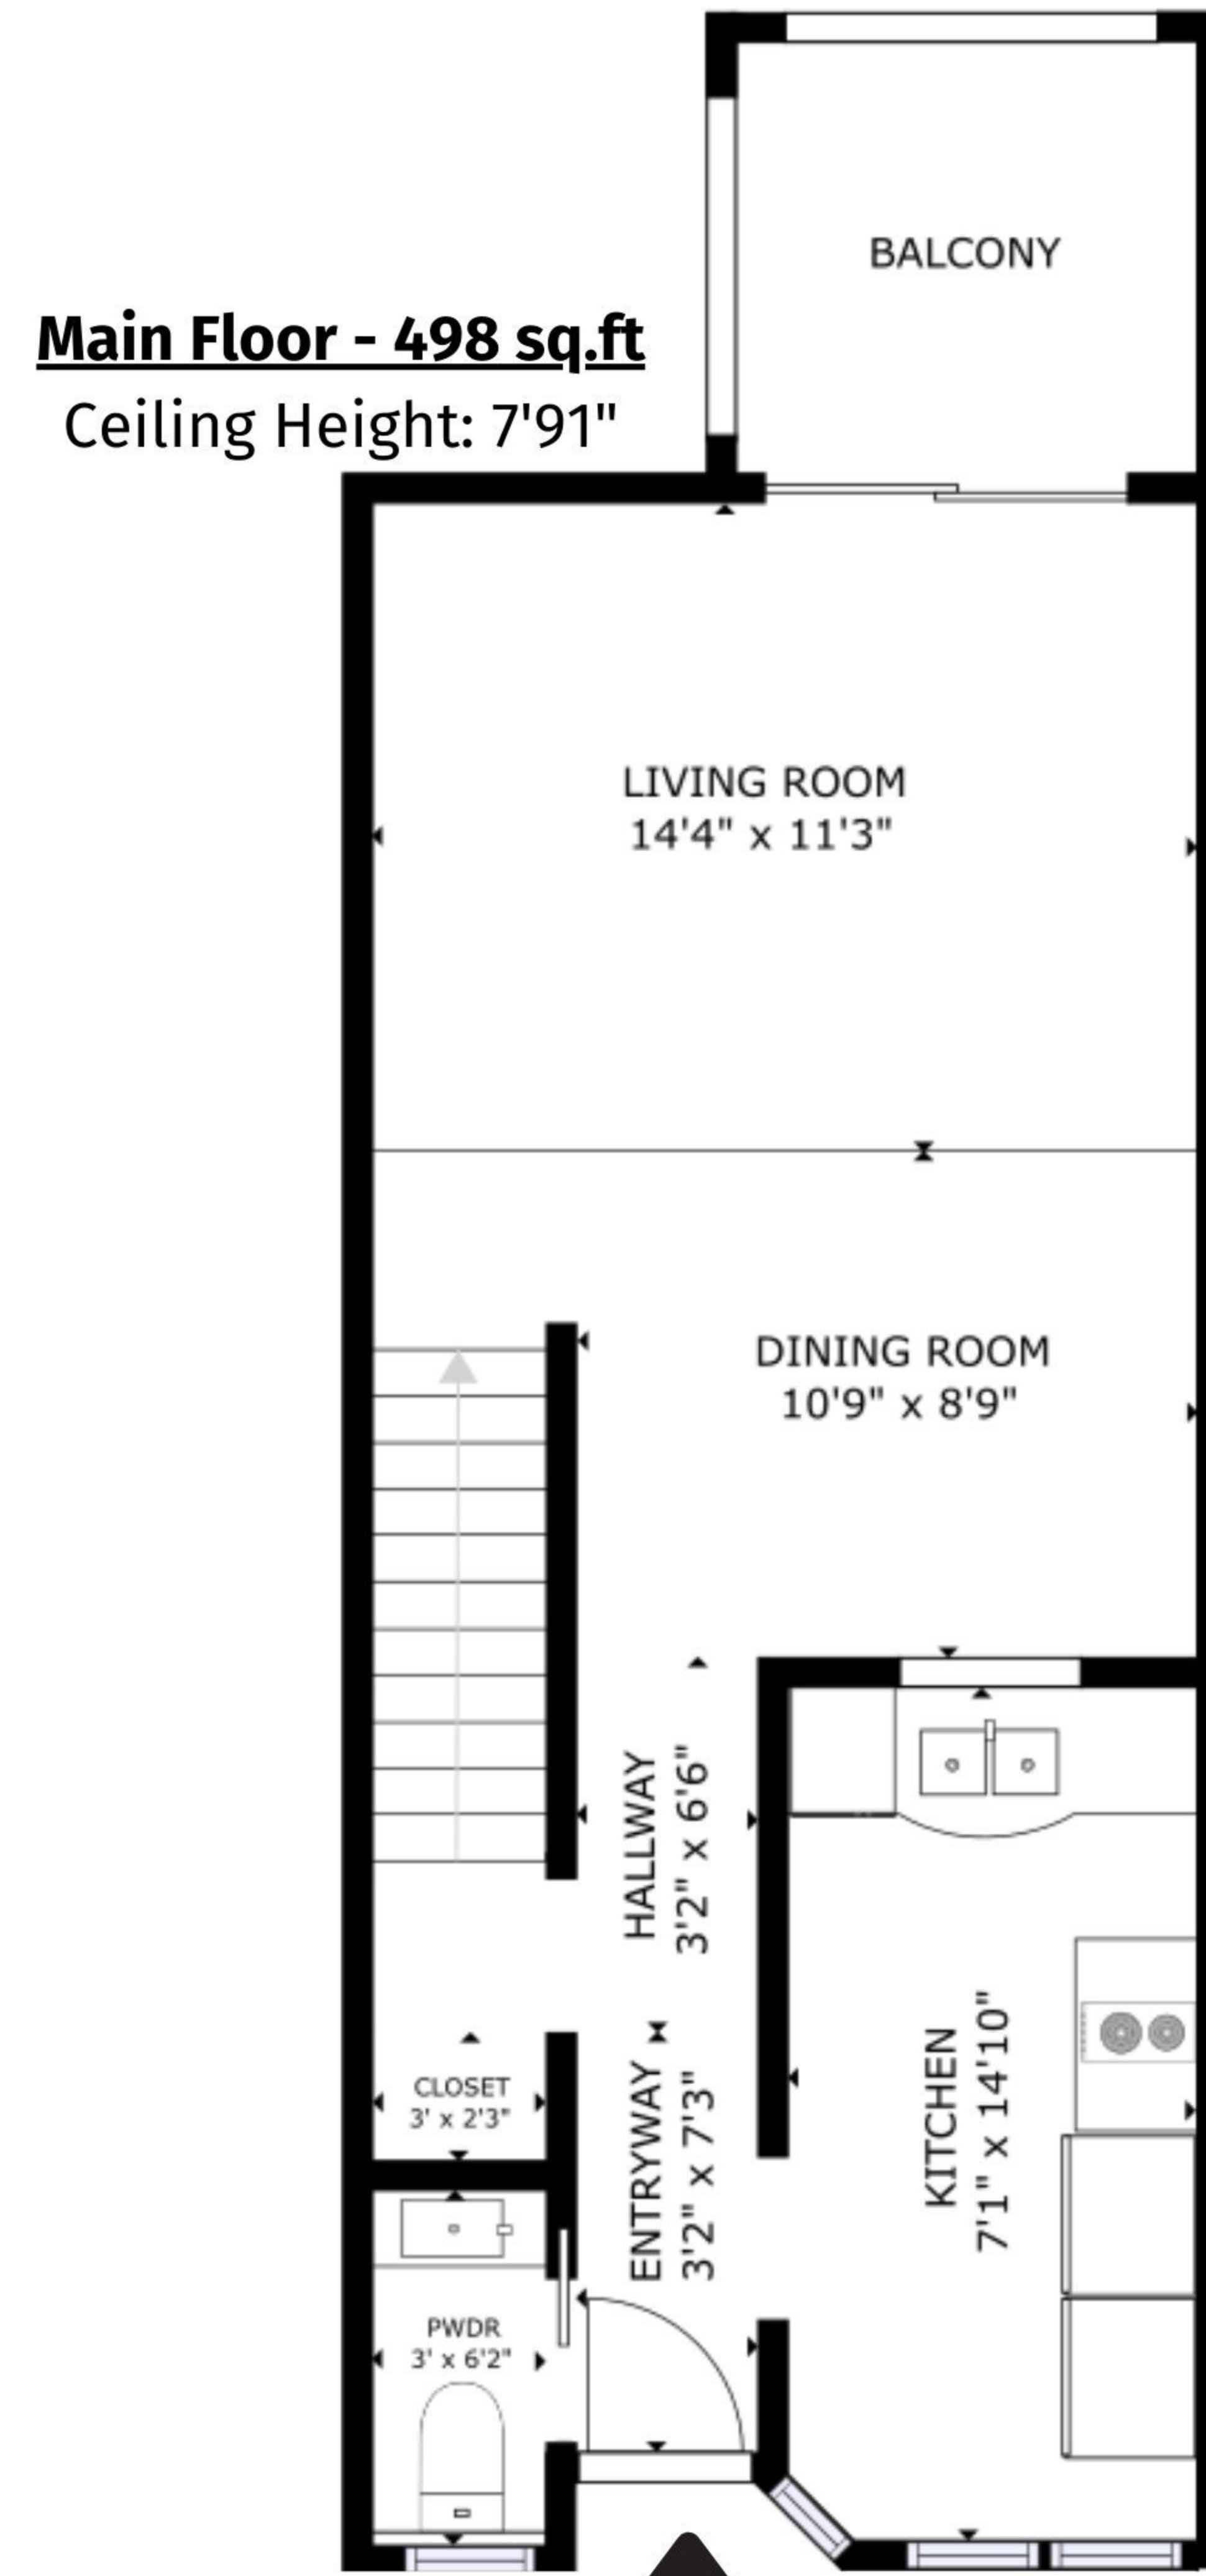 BALCONY
Main Floor - 498 sq.ft
Ceiling Height: 7'91"
LIVING ROOM
14'4" x 11'3"
DINING ROOM
10'9" x 8'9"
HALLWAY
3'2" x 6'6"
CLOSET
3' x 2'3"
ENTRYWAY
3'2" x 7'3"
KITCHEN
7'1" x 14'10"
PWDR
3' x 6'2"